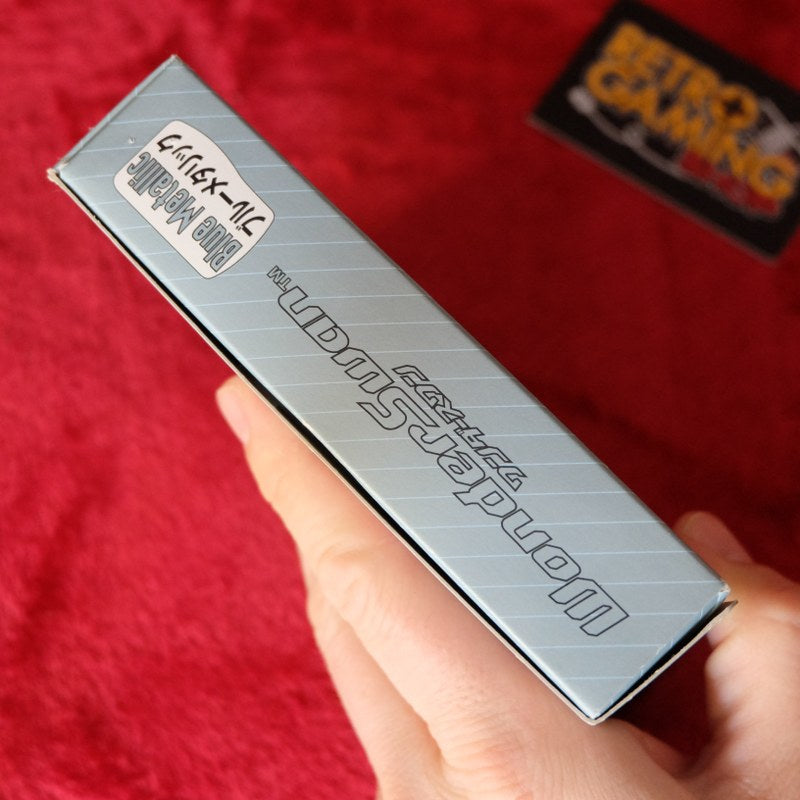 WonderSwan™
ワンダースワン
Blue Metallic
ブルーメタリック
RETRO
GAMING